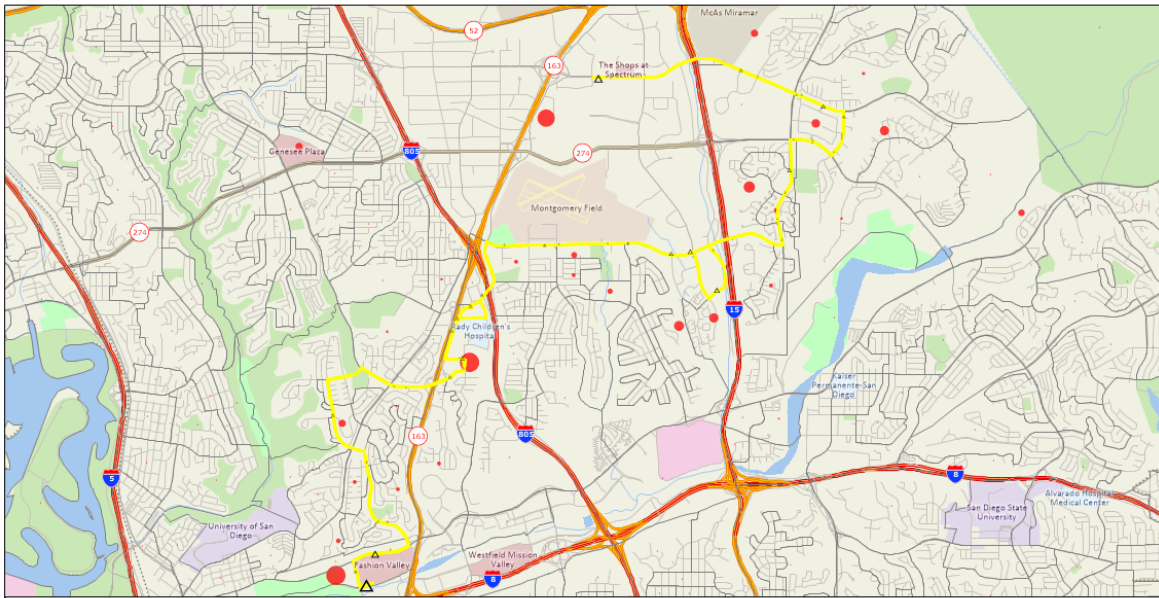 McAs Miramar
52
163
The Shops at
Spectrum
Genesee Plaza
805
274
Montgomery Field
274
15
Rady Children's
Hospital
Kaiser
Permanente-San
Diego
163
805
5
8
Alvarado Hospital
Medical Center
San Diego State
University
University of San
Diego
Fashion Valley
Westfield Mission
Valley
8